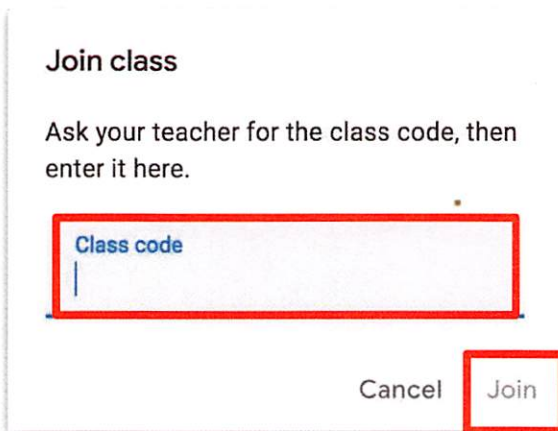 Join class
Ask your teacher for the class code, then
enter it here.
Class code
Cancel Join